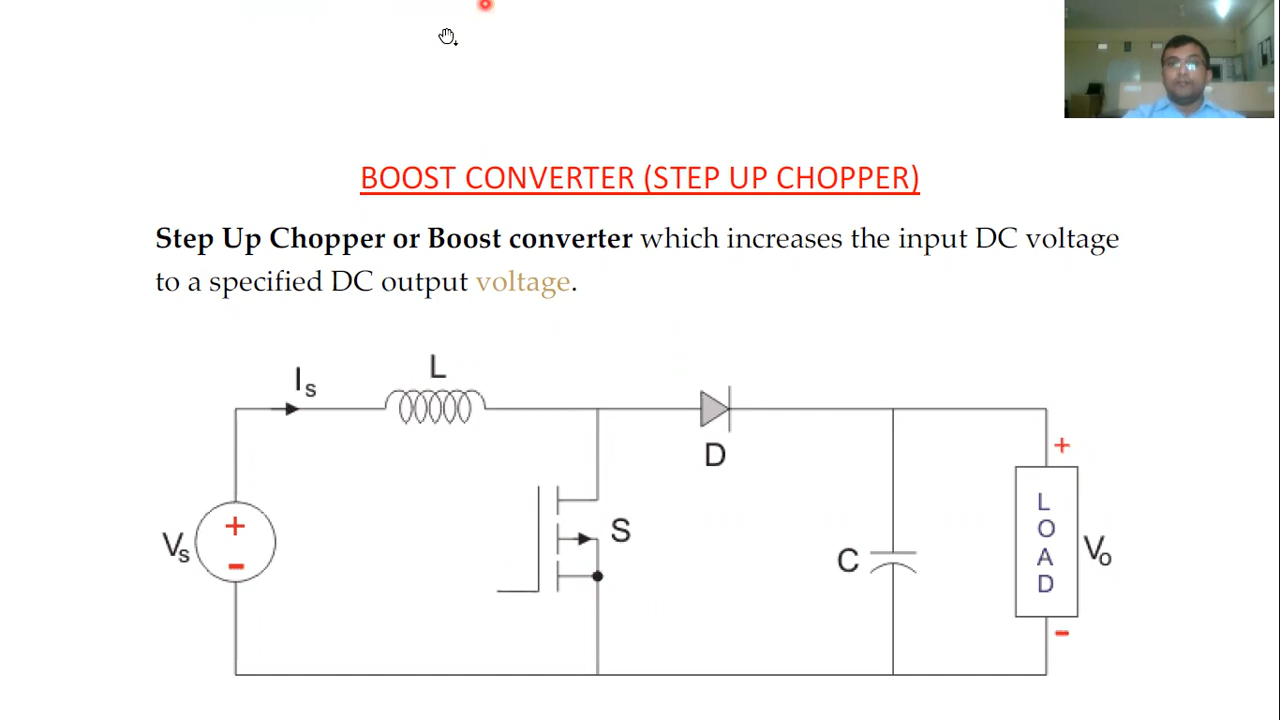 BOOST CONVERTER (STEP UP CHOPPER)
Step Up Chopper or Boost converter which increases the input DC voltage
to a specified DC output voltage.
L
Is
D
+
S
LOAD
Vs
+
-
C
Vo
-